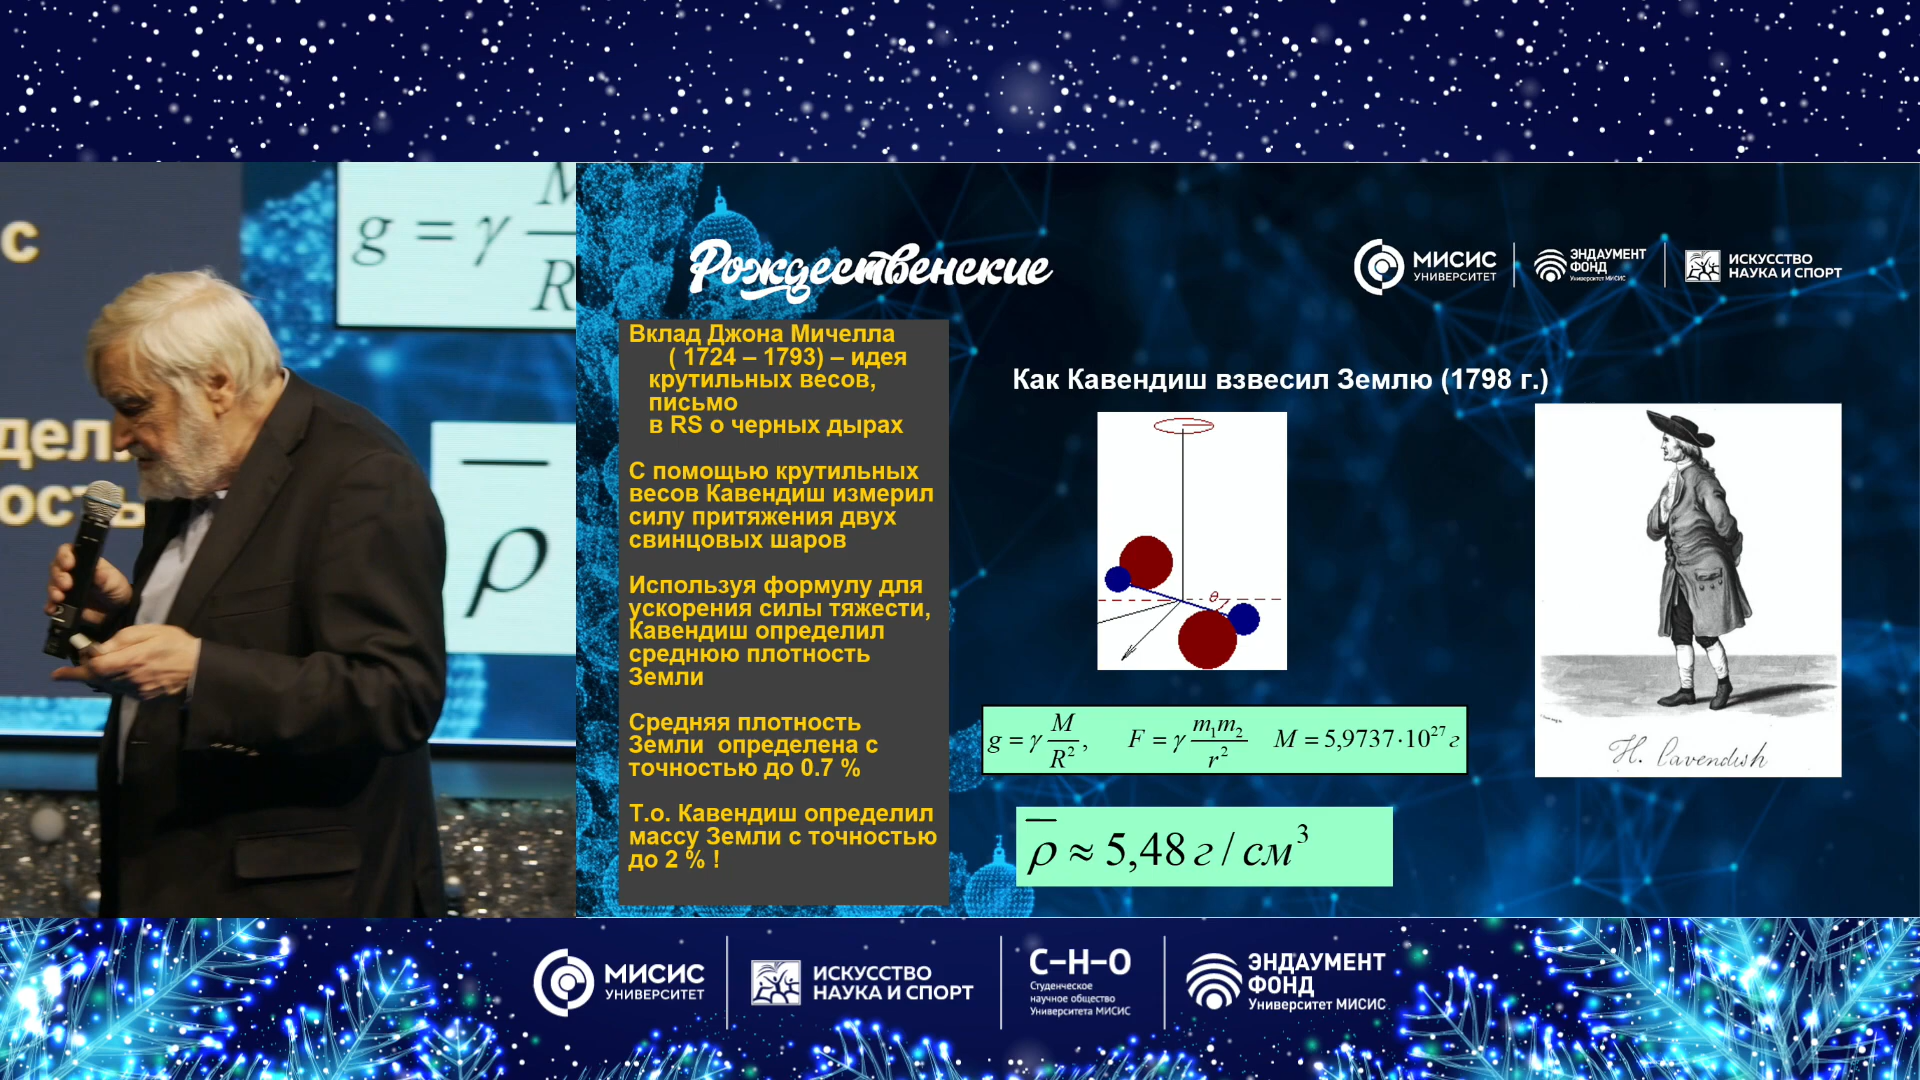 с
g = γ M
R
дел
ость
ρ
Рождественские
МИСИС
УНИВЕРСИТЕТ
ЭНДАУМЕНТ
ФОНД
Университет МИСИС
ИСКУССТВО
НАУКА И СПОРТ
Вклад Джона Мичелла
( 1724 – 1793) – идея
крутильных весов,
письмо
в RS о черных дырах
С помощью крутильных
весов Кавендиш измерил
силу притяжения двух
свинцовых шаров
Используя формулу для
ускорения силы тяжести,
Кавендиш определил
среднюю плотность
Земли
Средняя плотность
Земли определена с
точностью до 0.7 %
Т.о. Кавендиш определил
массу Земли с точностью
до 2 % !
Как Кавендиш взвесил Землю (1798 г.)
θ
g = γ M/R², F = γ m₁m₂/r² M = 5,9737·10²⁷ г
ρ̅ ≈ 5,48 г / см³
H. Cavendish
МИСИС
УНИВЕРСИТЕТ
ИСКУССТВО
НАУКА И СПОРТ
С-Н-О
Студенческое
научное общество
Университета МИСИС
ЭНДАУМЕНТ
ФОНД
Университет МИСИС